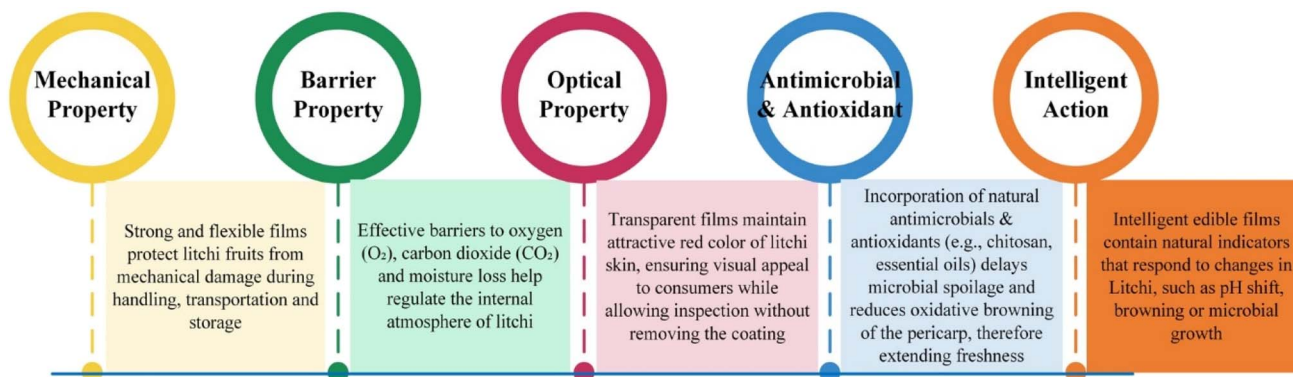 Mechanical
Property
Barrier
Property
Optical
Property
Antimicrobial
& Antioxidant
Intelligent
Action
Strong and flexible films
protect litchi fruits from
mechanical damage during
handling, transportation and
storage
Effective barriers to oxygen
(O₂), carbon dioxide (CO₂)
and moisture loss help
regulate the internal
atmosphere of litchi
Transparent films maintain
attractive red color of litchi
skin, ensuring visual appeal
to consumers while
allowing inspection without
removing the coating
Incorporation of natural
antimicrobials &
antioxidants (e.g., chitosan,
essential oils) delays
microbial spoilage and
reduces oxidative browning
of the pericarp, therefore
extending freshness
Intelligent edible films
contain natural indicators
that respond to changes in
Litchi, such as pH shift,
browning or microbial
growth